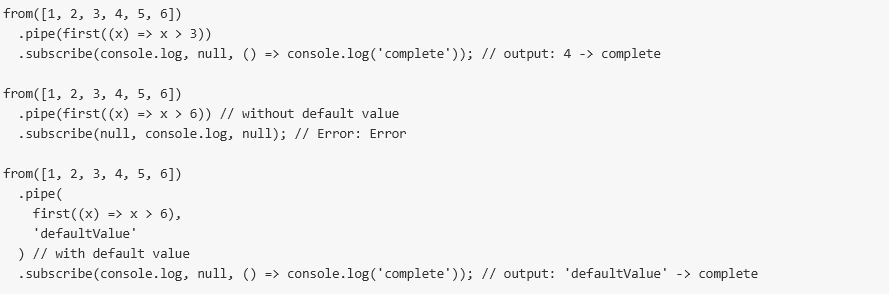 from([1, 2, 3, 4, 5, 6])
  .pipe(first((x) => x > 3))
  .subscribe(console.log, null, () => console.log('complete')); // output: 4 -> complete

from([1, 2, 3, 4, 5, 6])
  .pipe(first((x) => x > 6)) // without default value
  .subscribe(null, console.log, null); // Error: Error

from([1, 2, 3, 4, 5, 6])
  .pipe(
    first((x) => x > 6),
    'defaultValue'
  ) // with default value
  .subscribe(console.log, null, () => console.log('complete')); // output: 'defaultValue' -> complete